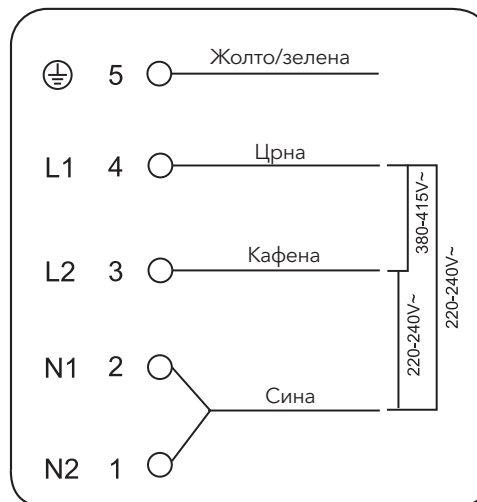 5 Жолто/зелена
L1 4 Црна
L2 3 Кафена
N1 2
Сина
N2 1
380-415V~
220-240V~
220-240V~